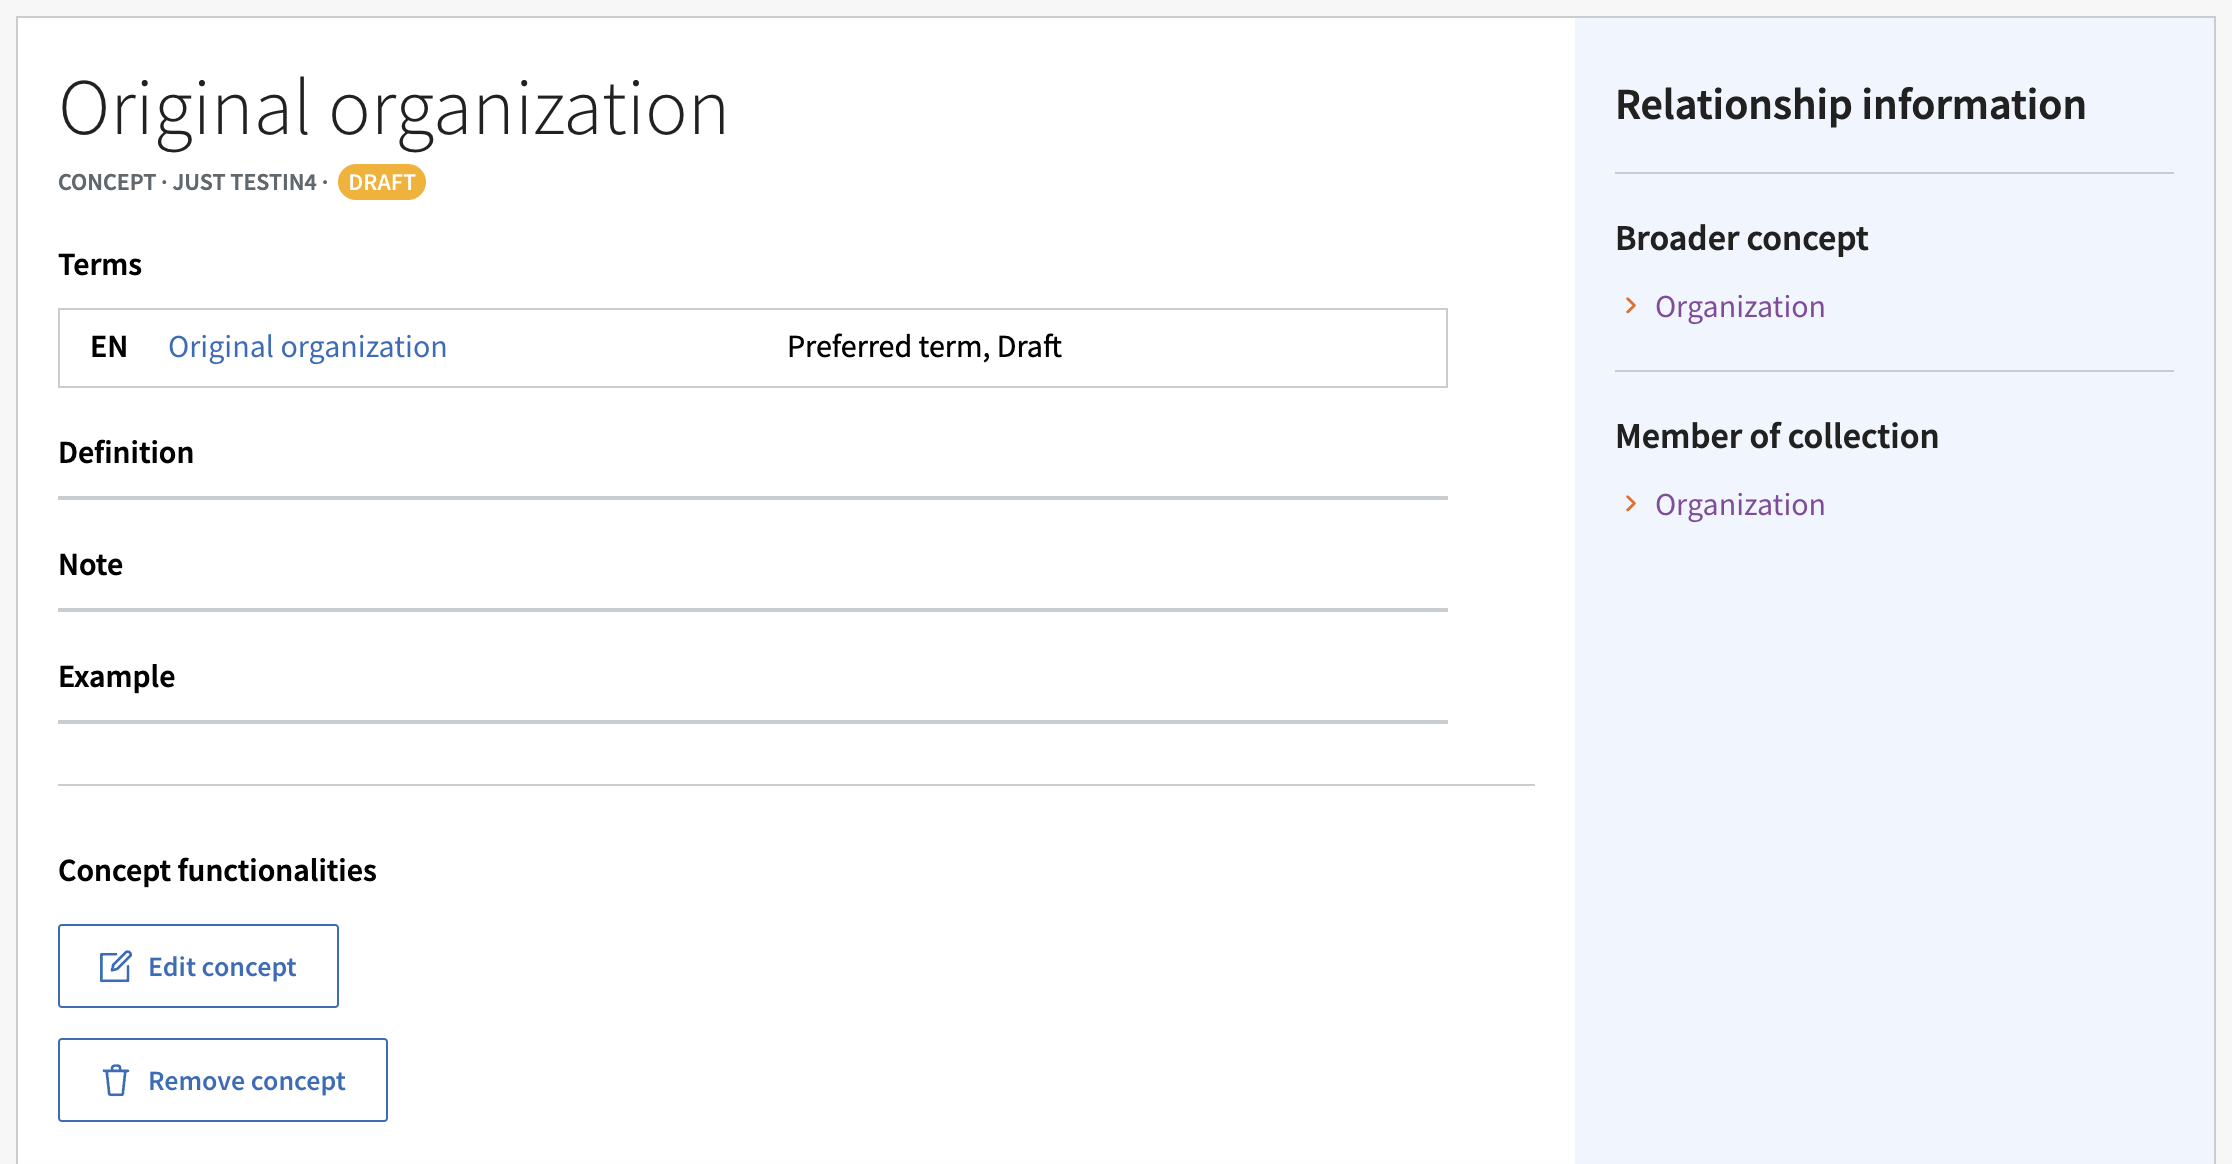 Original organization
CONCEPT · JUST TESTIN4 · DRAFT
Terms
EN Original organization Preferred term, Draft
Definition
Note
Example
Concept functionalities
Edit concept
Remove concept
Relationship information
Broader concept
Organization
Member of collection
Organization